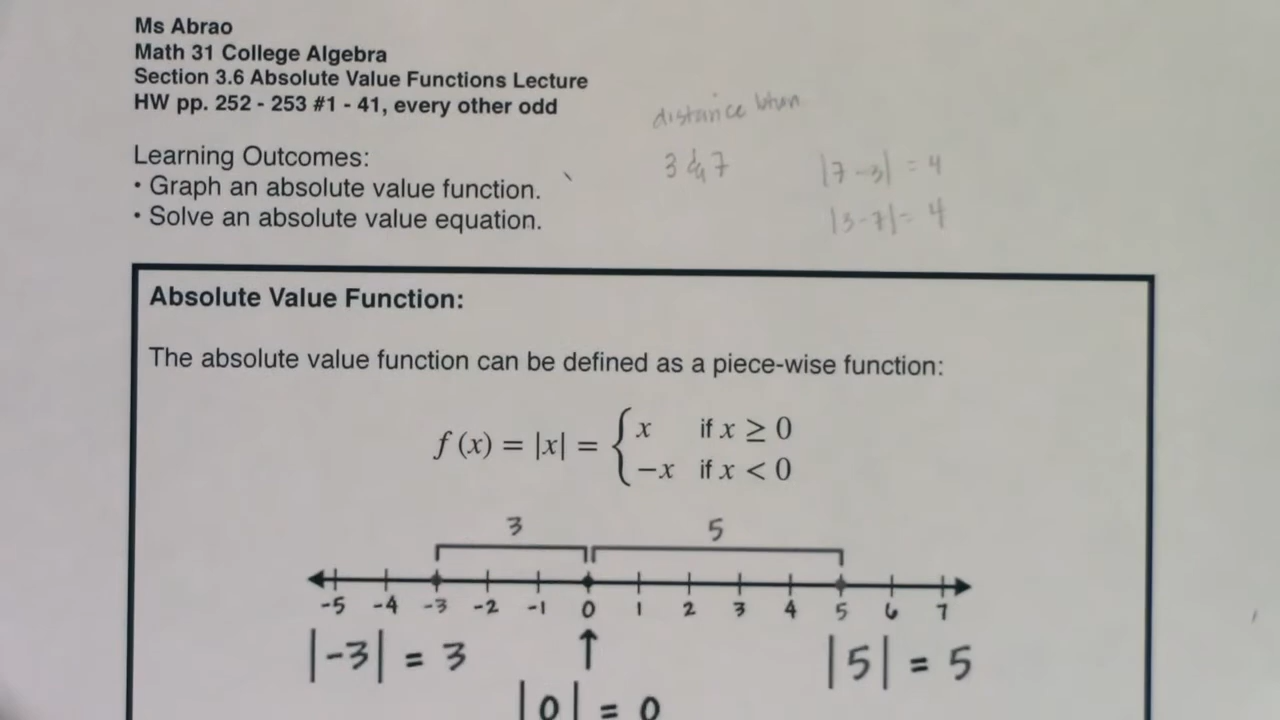 Ms Abrao
Math 31 College Algebra
Section 3.6 Absolute Value Functions Lecture
HW pp. 252 - 253 #1 - 41, every other odd
distance btwn
3 & 7
|7-3| = 4
|3-7| = 4
Learning Outcomes:
• Graph an absolute value function.
• Solve an absolute value equation.
Absolute Value Function:
The absolute value function can be defined as a piece-wise function:
f (x) = |x| = { x if x ≥ 0
-x if x < 0
3 5
-5 -4 -3 -2 -1 0 1 2 3 4 5 6 7
|-3| = 3
|5| = 5
|0| = 0